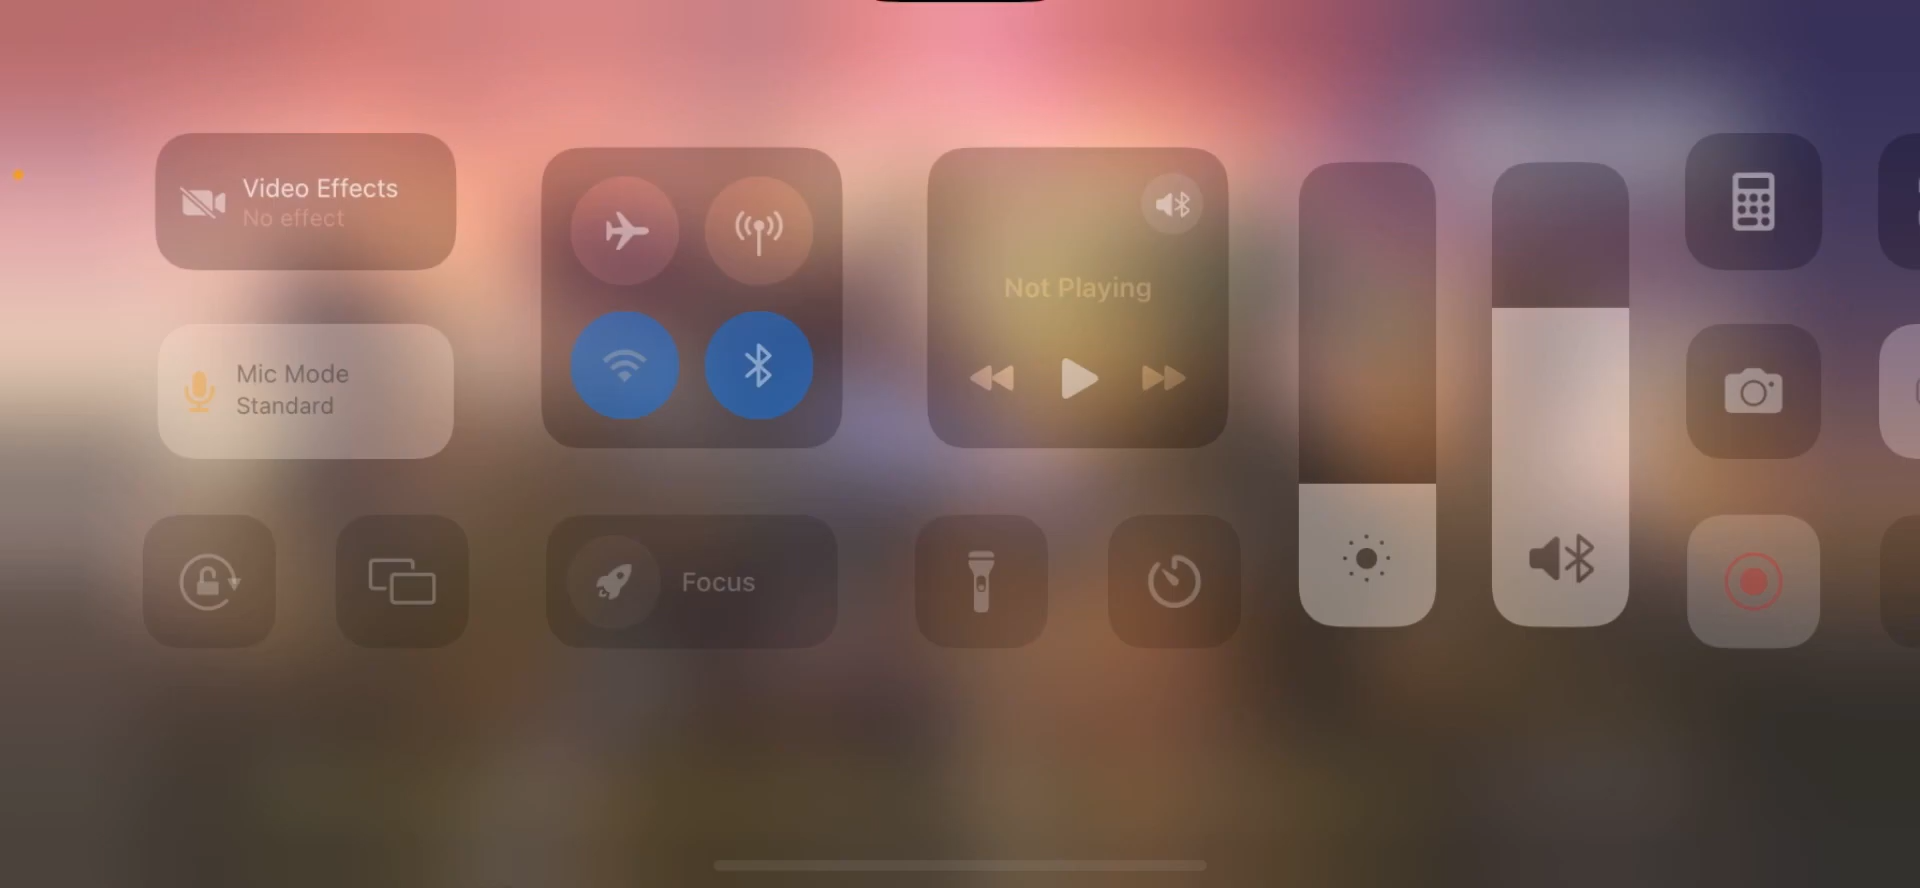 Video Effects
No effect
Mic Mode
Standard
Not Playing
Focus